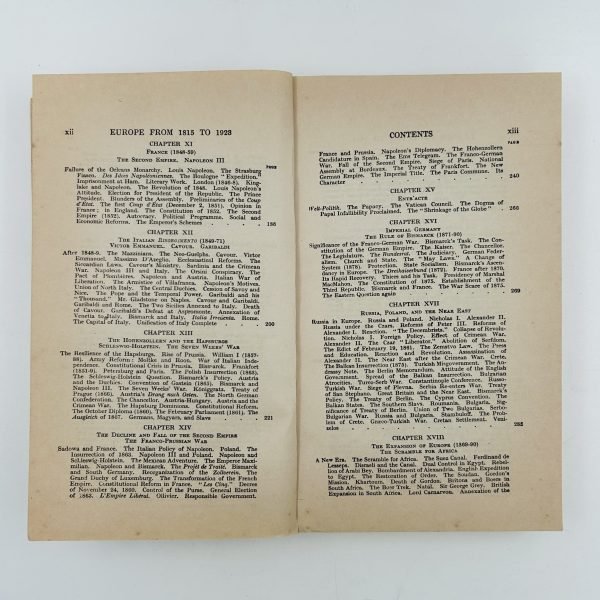 xii EUROPE FROM 1815 TO 1923
CHAPTER XI
FRANCE (1848-59)
THE SECOND EMPIRE. NAPOLEON III
PAGE
Failure of the Orleans Monarchy. Louis Napoleon. The Strasburg
Fiasco. Des Idées Napoléoniennes. The Boulogne "Expedition."
Imprisonment at Ham. Literary Work. London (1846-8). King-
lake and Napoleon. The Revolution of 1848. Louis Napoleon's
Attitude. Election for President of the Republic. The Prince
President. Blunders of the Assembly. Preliminaries of the Coup
d'État. The first Coup d'État (December 2, 1851). Opinion in
France; in England. The Constitution of 1852. The Second
Empire (1852). Autocracy. Political Programme. Social and
Economic Reforms. The Emperor's Schemes 186
CHAPTER XII
THE ITALIAN RISORGIMENTO (1849-71)
VICTOR EMMANUEL. CAVOUR. GARIBALDI
After 1848-9. The Mazzinians. The Neo-Guelphs. Cavour. Victor
Emmanuel. Massimo D'Azeglio. Ecclesiastical Reforms. The
Siccardian Laws. Cavour's Ministry. Sardinia and the Crimean
War. Napoleon III and Italy. The Orsini Conspiracy. The
Pact of Plombières. Napoleon and Austria. Italian War of
Liberation. The Armistice of Villafranca. Napoleon's Motives.
Union of North Italy. The Central Duchies. Cession of Savoy and
Nice. The Pope and the Temporal Power. Garibaldi and his
"Thousand." Mr. Gladstone on Naples. Cavour and Garibaldi.
Garibaldi and Rome. The Two Sicilies Annexed to Italy. Death
of Cavour. Garibaldi's Defeat at Aspromonte. Annexation of
Venetia to Italy. Bismarck and Italy. Italia Irredenta. Rome.
The Capital of Italy. Unification of Italy Complete 200
CHAPTER XIII
THE HOHENZOLLERN AND THE HAPSBURGS
SCHLESWIG-HOLSTEIN. THE SEVEN WEEKS' WAR
The Resilience of the Hapsburgs. Rise of Prussia. William I (1857-
88). Army Reform: Moltke and Roon. War of Italian Inde-
pendence. Constitutional Crisis in Prussia. Bismarck. Frankfort
(1851-9). Petersburg and Paris. Polish Insurrection (1863).
The Schleswig-Holstein Question. Bismarck's Policy. Austria
and the Duchies. Convention of Gastein (1865). Bismarck and
Napoleon III. The Seven Weeks' War. Königgrätz. Treaty of
Prague (1866). Austria's Drang nach Osten. The North German
Confederation. The Chancellor. Austria-Hungary. Austria and the
Magyars. The Hapsburg Dominions. Constitutional Reform.
The October Diploma (1860). The February Patent (1861). The
Ausgleich of 1867. Germans, Magyars, and Slavs 221
CHAPTER XIV
THE DECLINE AND FALL OF THE SECOND EMPIRE
THE FRANCO-PRUSSIAN WAR
Sadowa and France. The Italian Policy of Napoleon. Poland. The
Insurrection of 1863. Napoleon III and Poland. Napoleon and
Schleswig-Holstein. The Mexican Adventure. The Emperor Maxi-
milian. Napoleon and Bismarck. The Projet de Traité. Bismarck
and South Germany. Reorganization of the Zollverein. The
Grand Duchy of Luxemburg. The Transformation of the French
Empire. Constitutional Reform in France. "Les Cinq." Decree
of November 24, 1860. Control of the Purse. General Election
of 1863. L'Empire Libéral. Ollivier. Responsible Government.
CONTENTS xiii
PAGE
France and Prussia. Napoleon's Diplomacy. The Hohenzollern
Candidature in Spain. The Ems Telegram. The Franco-German
War. Fall of the Second Empire. Siege of Paris. National
Assembly at Bordeaux. Treaty of Frankfort. The New
German Empire. The Imperial Title. The Paris Commune. Its
Character 240
CHAPTER XV
ENTR'ACTE
Welt-Politik. The Papacy. The Vatican Council. The Dogma of
Papal Infallibility Proclaimed. The "Shrinkage of the Globe" 266
CHAPTER XVI
IMPERIAL GERMANY
THE RULE OF BISMARCK (1871-90)
Significance of the Franco-German War. Bismarck's Task. The Con-
stitution of the German Empire. The Kaiser. The Chancellor.
The Legislature. The Bundesrat. The Judiciary. German Feder-
alism. Church and State. The "May Laws." A Change of
System (1878). Protection. State Socialism. Bismarck's Ascen-
dancy in Europe. The Dreikaiserbund (1872). France after 1870.
Its Rapid Recovery. Thiers and his Task. Presidency of Marshal
MacMahon. The Constitution of 1875. Establishment of the
Third Republic. Bismarck and France. The War Scare of 1875.
The Eastern Question again 269
CHAPTER XVII
RUSSIA, POLAND, AND THE NEAR EAST
Russia in Europe. Russia and Poland. Nicholas I. Alexander II.
Russia under the Czars. Reforms of Peter III. Reforms of
Alexander I. Reaction. "The Decembrists." Collapse of Revolu-
tion. Nicholas I. Foreign Policy. Effect of Crimean War.
Alexander II. The Czar "Liberator." Abolition of Serfdom.
The Edict of February 19, 1861. The Zemstvo Law. The Press
and Education. Reaction and Revolution. Assassination of
Alexander II. The Near East after the Crimean War. Crete.
The Balkan Insurrection (1875). Turkish Misgovernment. The An-
drassy Note. The Berlin Memorandum. Attitude of the English
Government. Spread of the Balkan Insurrection. Bulgarian
Atrocities. Turco-Serb War. Constantinople Conference. Russo-
Turkish War. Siege of Plevna. Serbia Re-enters War. Treaty
of San Stephano. Great Britain and the Near East. Disraeli's
Policy. The Treaty of Berlin. The Cyprus Convention. The
Balkan States. The Southern Slavs. Roumania. Bulgaria. Sig-
nificance of Treaty of Berlin. Union of Two Bulgarias. Serbo-
Bulgarian War. Russia and Bulgaria. Stambuloff. The Prob-
lem of Crete. Greco-Turkish War. Cretan Settlement. Veni-
zelos 285
CHAPTER XVIII
THE EXPANSION OF EUROPE (1869-90)
THE SCRAMBLE FOR AFRICA
A New Era. The Scramble for Africa. The Suez Canal. Ferdinand de
Lesseps. Disraeli and the Canal. Dual Control in Egypt. Rebel-
lion of Arabi Bey. Bombardment of Alexandria. English Expedition
to Egypt. The Restoration of Order. The Soudan. Gordon's
Mission. Khartoum. Death of Gordon. Britons and Boers in
South Africa. The Boer Trek. Natal. Sir George Grey. British
Expansion in South Africa. Lord Carnarvon. Annexation of the